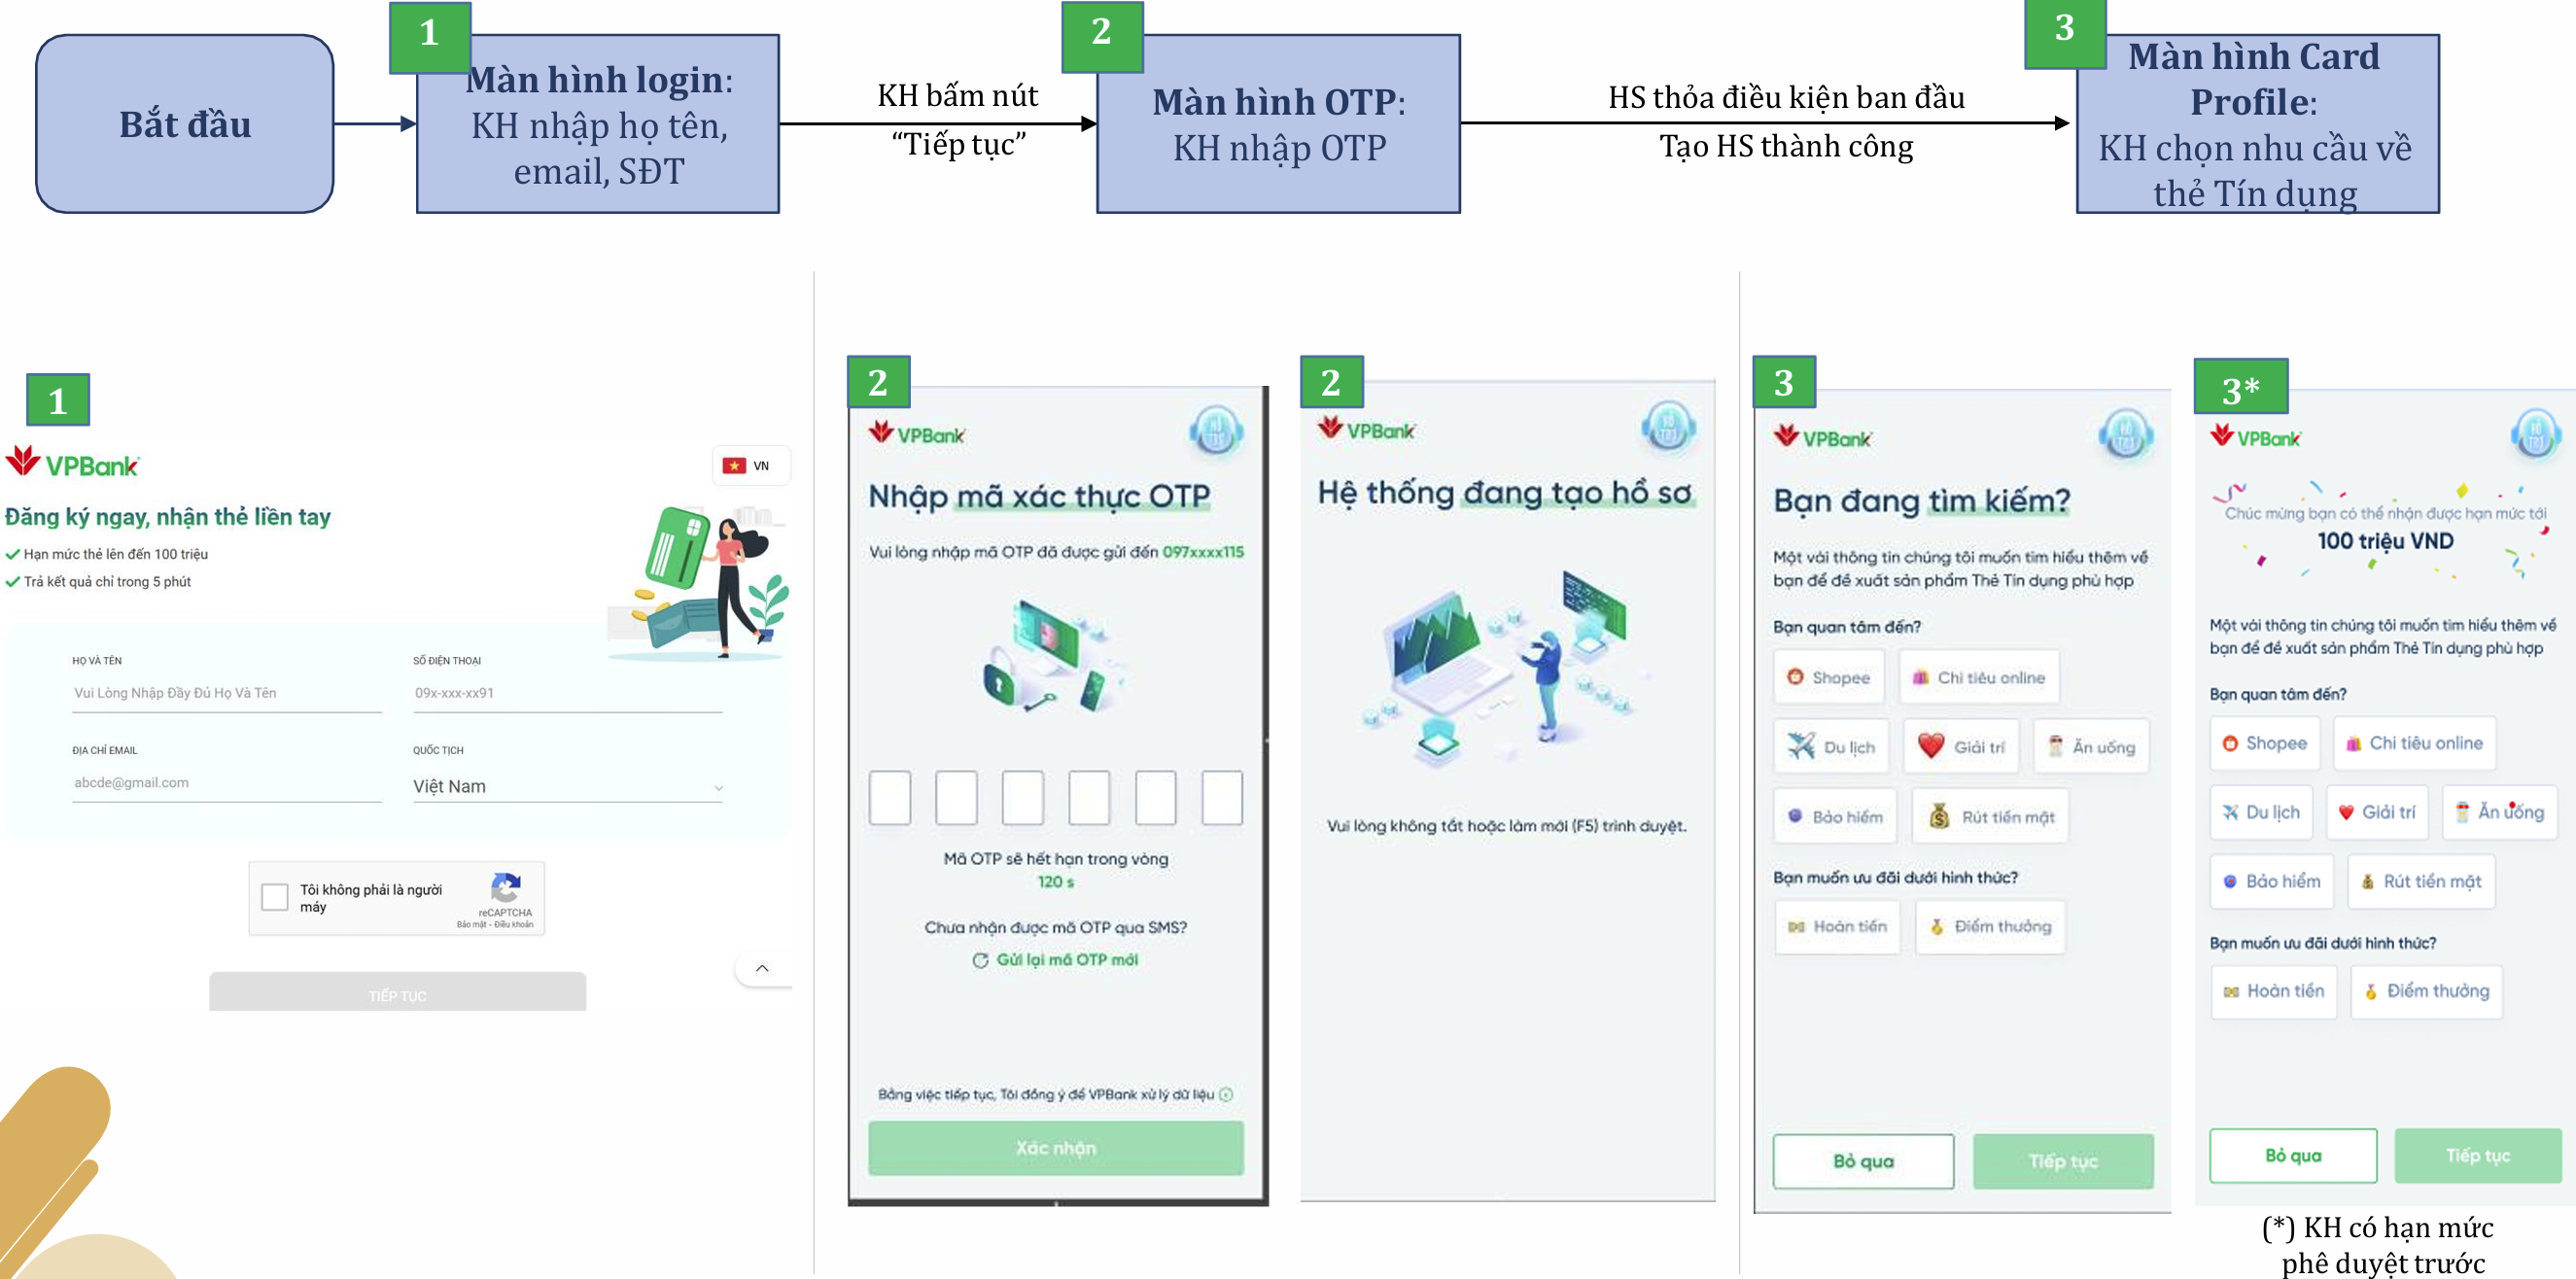 Bắt đầu
1
Màn hình login:
KH nhập họ tên,
email, SĐT
KH bấm nút
“Tiếp tục”
2
Màn hình OTP:
KH nhập OTP
HS thỏa điều kiện ban đầu
Tạo HS thành công
3
Màn hình Card
Profile:
KH chọn nhu cầu về
thẻ Tín dụng
1
VPBank
VN
Đăng ký ngay, nhận thẻ liền tay
Hạn mức thẻ lên đến 100 triệu
Trả kết quả chỉ trong 5 phút
HỌ VÀ TÊN
Vui Lòng Nhập Đầy Đủ Họ Và Tên
SỐ ĐIỆN THOẠI
09x-xxx-xx91
ĐỊA CHỈ EMAIL
abcde@gmail.com
QUỐC TỊCH
Việt Nam
Tôi không phải là người
máy
reCAPTCHA
Bảo mật - Điều khoản
TIẾP TỤC
2
VPBank
Nhập mã xác thực OTP
Vui lòng nhập mã OTP đã được gửi đến 097xxxx115
Mã OTP sẽ hết hạn trong vòng
120 s
Chưa nhận được mã OTP qua SMS?
Gửi lại mã OTP mới
Bằng việc tiếp tục, Tôi đồng ý để VPBank xử lý dữ liệu
Xác nhận
2
VPBank
Hệ thống đang tạo hồ sơ
Vui lòng không tắt hoặc làm mới (F5) trình duyệt.
3
VPBank
Bạn đang tìm kiếm?
Một vài thông tin chúng tôi muốn tìm hiểu thêm về
bạn để đề xuất sản phẩm Thẻ Tín dụng phù hợp
Bạn quan tâm đến?
Shopee
Chi tiêu online
Du lịch
Giải trí
Ăn uống
Bảo hiểm
Rút tiền mặt
Bạn muốn ưu đãi dưới hình thức?
Hoàn tiền
Điểm thưởng
Bỏ qua
Tiếp tục
3*
VPBank
Chúc mừng bạn có thể nhận được hạn mức tới
100 triệu VND
Một vài thông tin chúng tôi muốn tìm hiểu thêm về
bạn để đề xuất sản phẩm Thẻ Tín dụng phù hợp
Bạn quan tâm đến?
Shopee
Chi tiêu online
Du lịch
Giải trí
Ăn uống
Bảo hiểm
Rút tiền mặt
Bạn muốn ưu đãi dưới hình thức?
Hoàn tiền
Điểm thưởng
Bỏ qua
Tiếp tục
(*) KH có hạn mức
phê duyệt trước